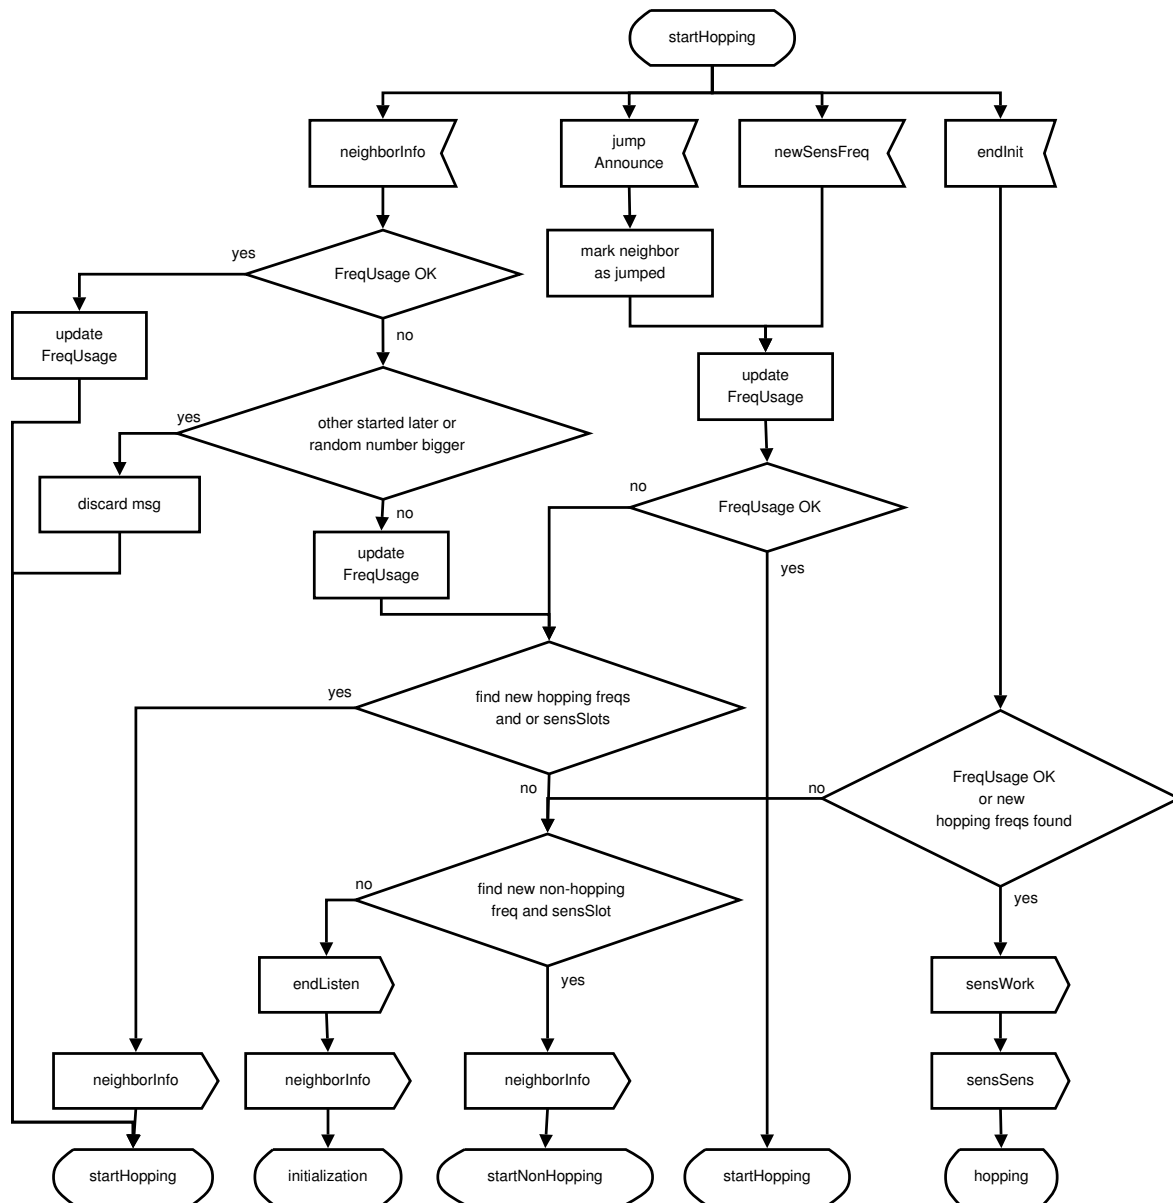 startHopping
neighborInfo
jump
Announce
newSensFreq
endInit
yes
FreqUsage OK
mark neighbor
as jumped
no
update
FreqUsage
update
FreqUsage
yes
other started later or
random number bigger
no
discard msg
FreqUsage OK
no
update
FreqUsage
yes
yes
find new hopping freqs
and or sensSlots
no
no
FreqUsage OK
or new
hopping freqs found
no
find new non-hopping
freq and sensSlot
yes
endListen
yes
sensWork
neighborInfo
neighborInfo
neighborInfo
sensSens
startHopping
initialization
startNonHopping
startHopping
hopping